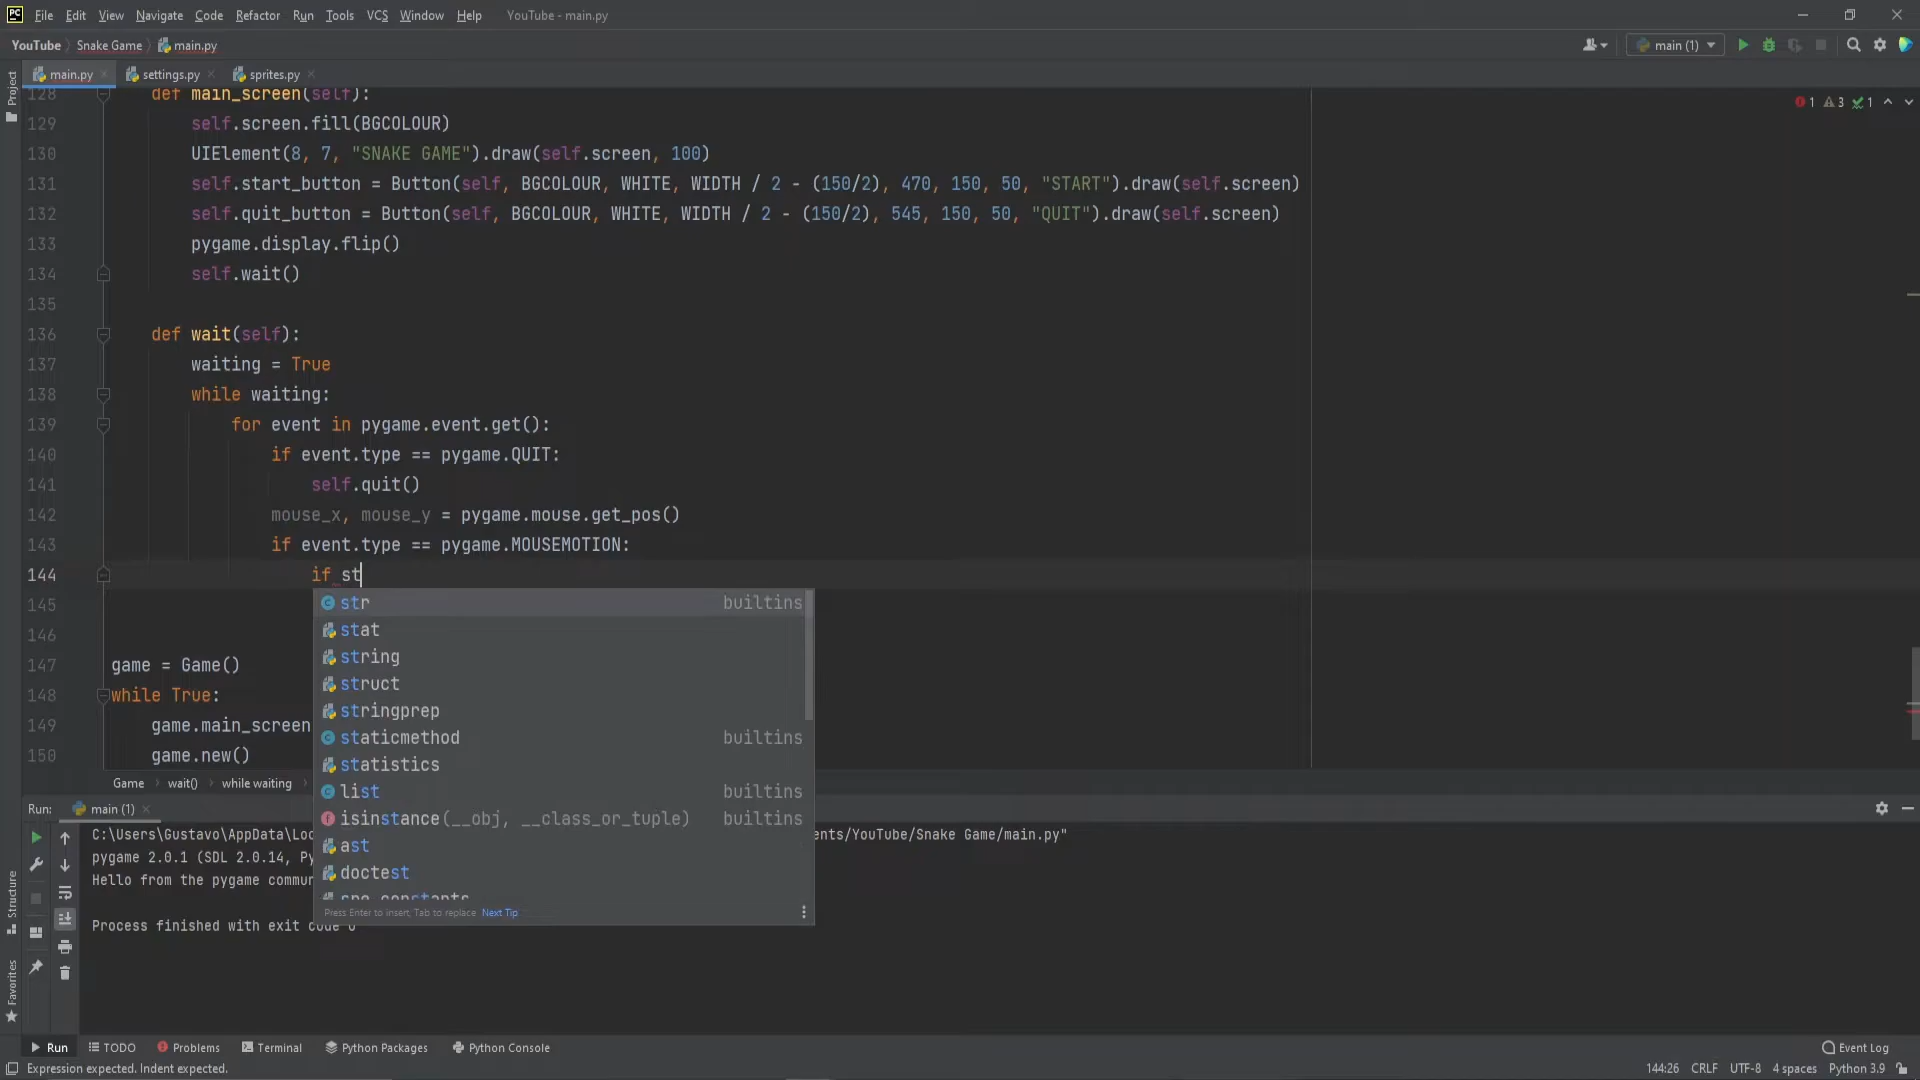 File Edit View Navigate Code Refactor Run Tools VCS Window Help YouTube - main.py
YouTube Snake Game main.py main (1)
main.py settings.py sprites.py
Project
128 def main_screen(self):
1 3 1
129 self.screen.fill(BGCOLOUR)
130 UIElement(8, 7, "SNAKE GAME").draw(self.screen, 100)
131 self.start_button = Button(self, BGCOLOUR, WHITE, WIDTH / 2 - (150/2), 470, 150, 50, "START").draw(self.screen)
132 self.quit_button = Button(self, BGCOLOUR, WHITE, WIDTH / 2 - (150/2), 545, 150, 50, "QUIT").draw(self.screen)
133 pygame.display.flip()
134 self.wait()
135
136 def wait(self):
137 waiting = True
138 while waiting:
139 for event in pygame.event.get():
140 if event.type == pygame.QUIT:
141 self.quit()
142 mouse_x, mouse_y = pygame.mouse.get_pos()
143 if event.type == pygame.MOUSEMOTION:
144 if st
145
146
147 game = Game()
148 while True:
149 game.main_screen
150 game.new()
str builtins
stat
string
struct
stringprep
staticmethod builtins
statistics
list builtins
isinstance(__obj, __class_or_tuple) builtins
ast
doctest
Press Enter to insert, Tab to replace Next Tip
Game wait() while waiting
Run: main (1)
C:\Users\Gustavo\AppData\Loc ents/YouTube/Snake Game/main.py"
pygame 2.0.1 (SDL 2.0.14, Py
Hello from the pygame commun
Process finished with exit code 0
Structure
Favorites
Run TODO Problems Terminal Python Packages Python Console Event Log
Expression expected. Indent expected. 144:26 CRLF UTF-8 4 spaces Python 3.9